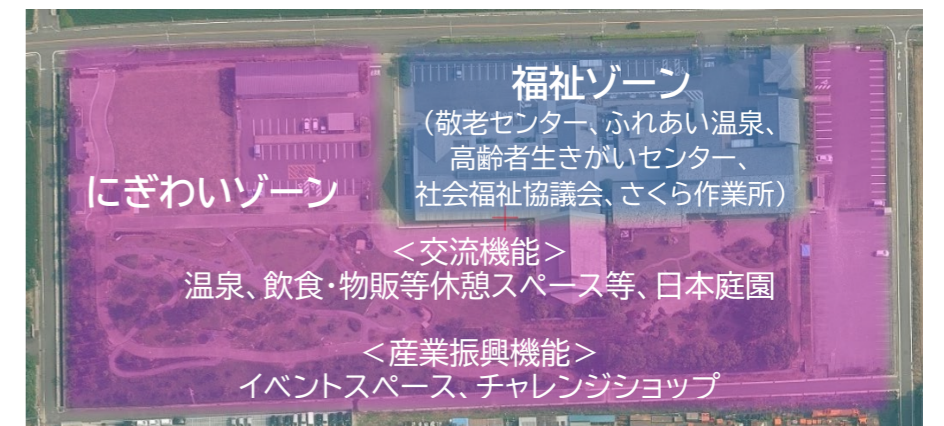 福祉ゾーン
（敬老センター、ふれあい温泉、
高齢者生きがいセンター、
社会福祉協議会、さくら作業所）
にぎわいゾーン
＜交流機能＞
温泉、飲食・物販等休憩スペース等、日本庭園
＜産業振興機能＞
イベントスペース、チャレンジショップ